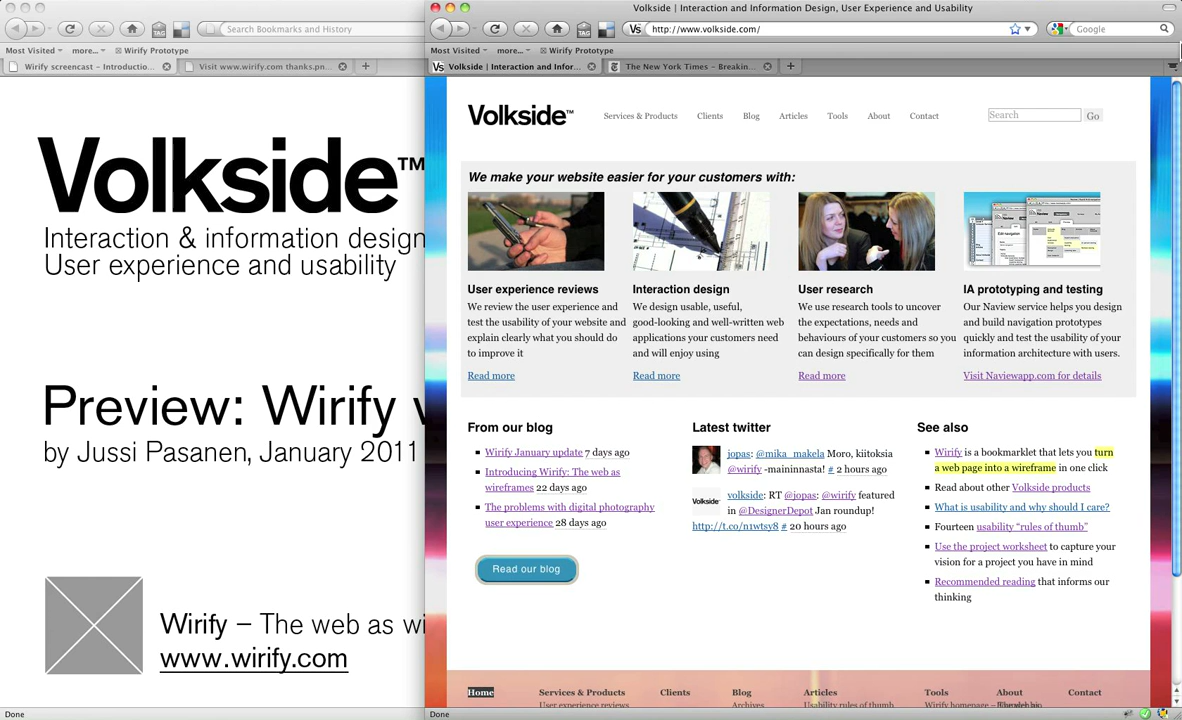 Search Bookmarks and History
Most Visited
more...
Wirify Prototype
Wirify screencast – Introductio...
Visit www.wirify.com thanks.pn...
Volkside™
Interaction & information design
User experience and usability
Preview: Wirify
by Jussi Pasanen, January 2011
Wirify – The web as wi
www.wirify.com
Done
Volkside | Interaction and Information Design, User Experience and Usability
TAG
Vs http://www.volkside.com/
Google
Most Visited
more...
Wirify Prototype
Vs Volkside | Interaction and Infor...
The New York Times – Breakin...
Volkside™
Services & Products
Clients
Blog
Articles
Tools
About
Contact
Search
Go
We make your website easier for your customers with:
User experience reviews
We review the user experience and
test the usability of your website and
explain clearly what you should do
to improve it
Read more
Interaction design
We design usable, useful,
good-looking and well-written web
applications your customers need
and will enjoy using
Read more
User research
We use research tools to uncover
the expectations, needs and
behaviours of your customers so you
can design specifically for them
Read more
IA prototyping and testing
Our Naview service helps you design
and build navigation prototypes
quickly and test the usability of your
information architecture with users.
Visit Naviewapp.com for details
From our blog
Wirify January update 7 days ago
Introducing Wirify: The web as
wireframes 22 days ago
The problems with digital photography
user experience 28 days ago
Read our blog
Latest twitter
jopas: @mika_makela Moro, kiitoksia
@wirify -maininnasta! # 2 hours ago
Volkside
volkside: RT @jopas: @wirify featured
in @DesignerDepot Jan roundup!
http://t.co/n1wtsy8 # 20 hours ago
See also
Wirify is a bookmarklet that lets you turn
a web page into a wireframe in one click
Read about other Volkside products
What is usability and why should I care?
Fourteen usability “rules of thumb”
Use the project worksheet to capture your
vision for a project you have in mind
Recommended reading that informs our
thinking
Home
Services & Products
Clients
Blog
Articles
Tools
About
Contact
User experience reviews
Archives
Usability rules of thumb
Wirify homepage
Done